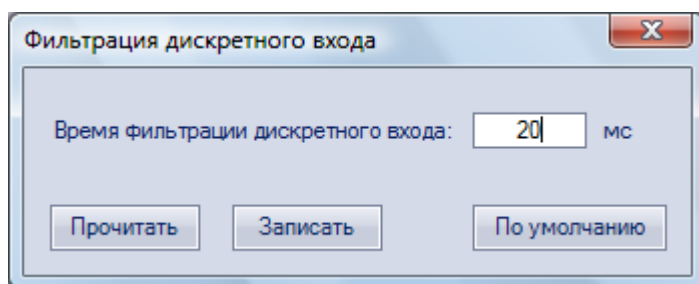 Фильтрация дискретного входа
Время фильтрации дискретного входа: 20 мс
Прочитать Записать По умолчанию